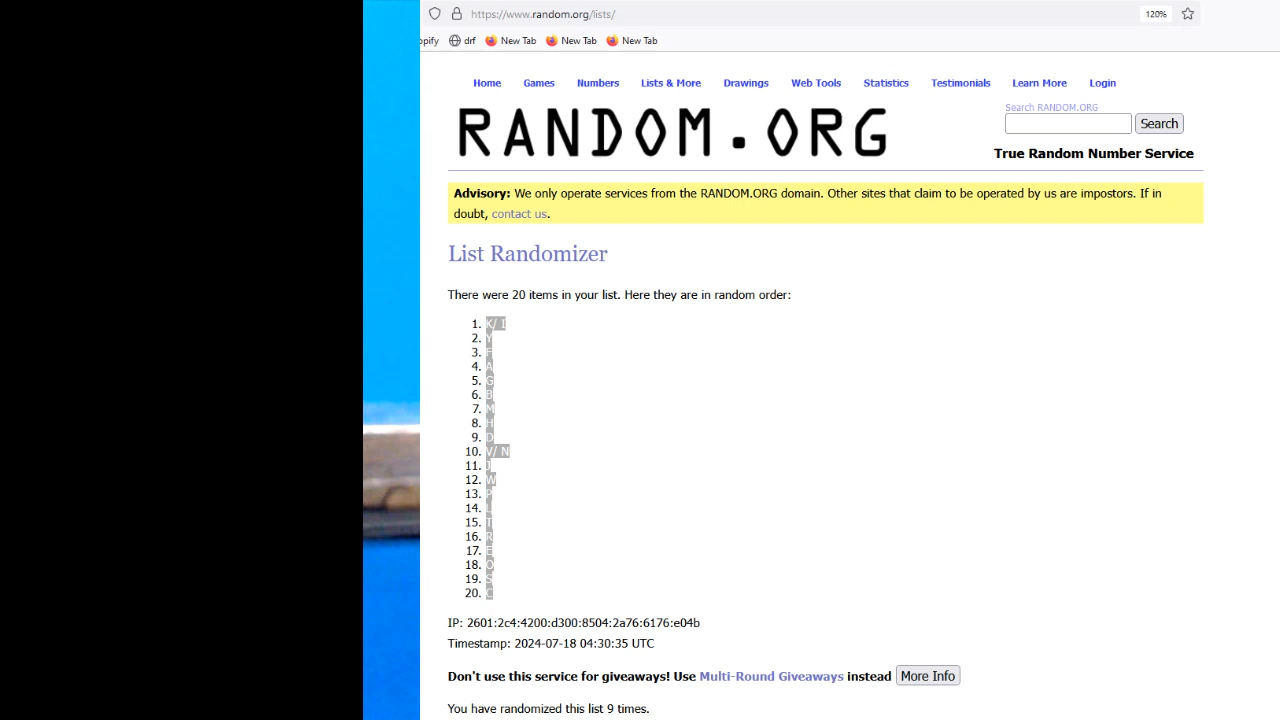 https://www.random.org/lists/
120%
opify
drf
New Tab
New Tab
New Tab
Home Games Numbers Lists & More Drawings Web Tools Statistics Testimonials Learn More Login
RANDOM.ORG
Search RANDOM.ORG
Search
True Random Number Service
Advisory: We only operate services from the RANDOM.ORG domain. Other sites that claim to be operated by us are impostors. If in
doubt, contact us.
List Randomizer
There were 20 items in your list. Here they are in random order:
1. K/ I
2. Y
3. F
4. A
5. G
6. B
7. M
8. H
9. D
10. V/ N
11. J
12. W
13. P
14. L
15. T
16. R
17. E
18. O
19. S
20. C
IP: 2601:2c4:4200:d300:8504:2a76:6176:e04b
Timestamp: 2024-07-18 04:30:35 UTC
Don't use this service for giveaways! Use Multi-Round Giveaways instead More Info
You have randomized this list 9 times.